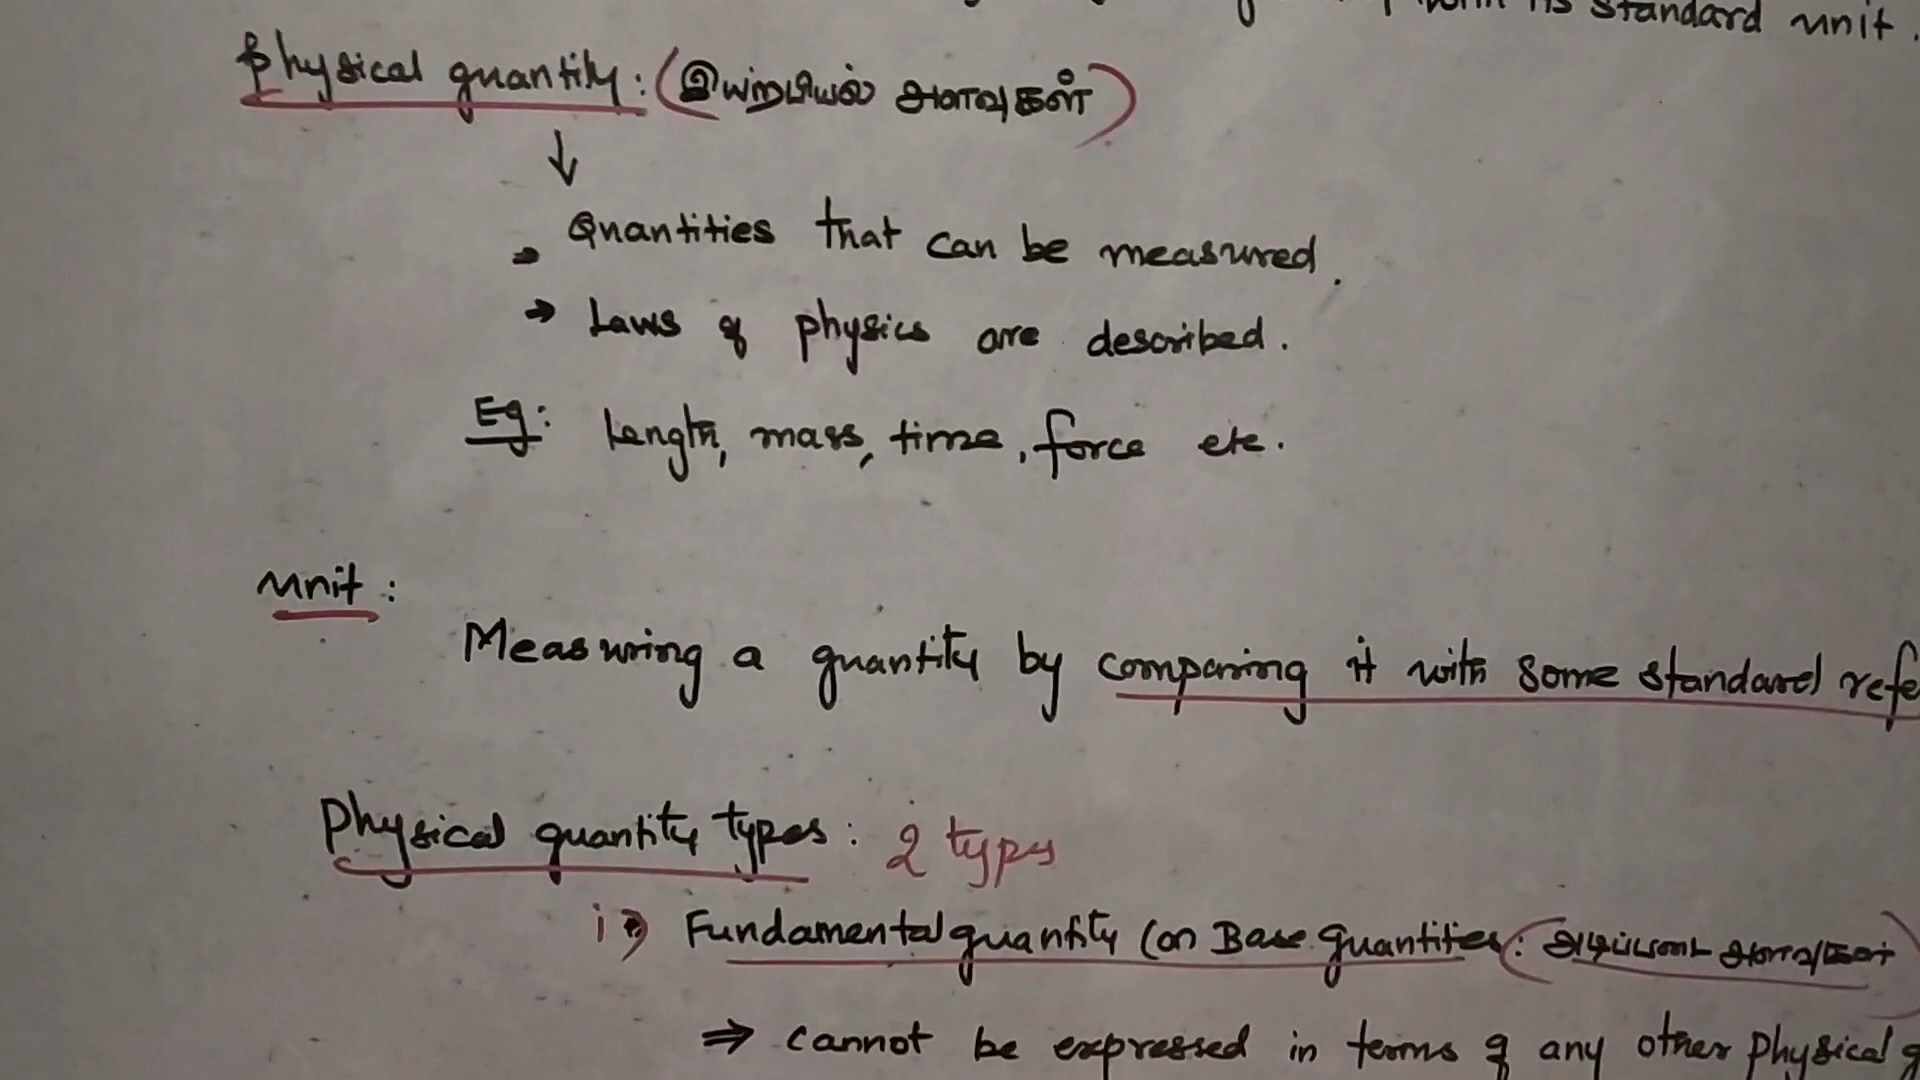 with its standard unit.
Physical quantity: (இயற்பியல் அளவுகள்)
↓
→ Quantities that can be measured.
→ Laws of physics are described.
Eg: Length, mass, time, force etc.
Unit:
Measuring a quantity by comparing it with some standard refe
Physical quantity types: 2 types
i) Fundamental quantity (or) Base quantities: (அடிப்படை அளவுகள்)
⇒ cannot be expressed in terms of any other physical q